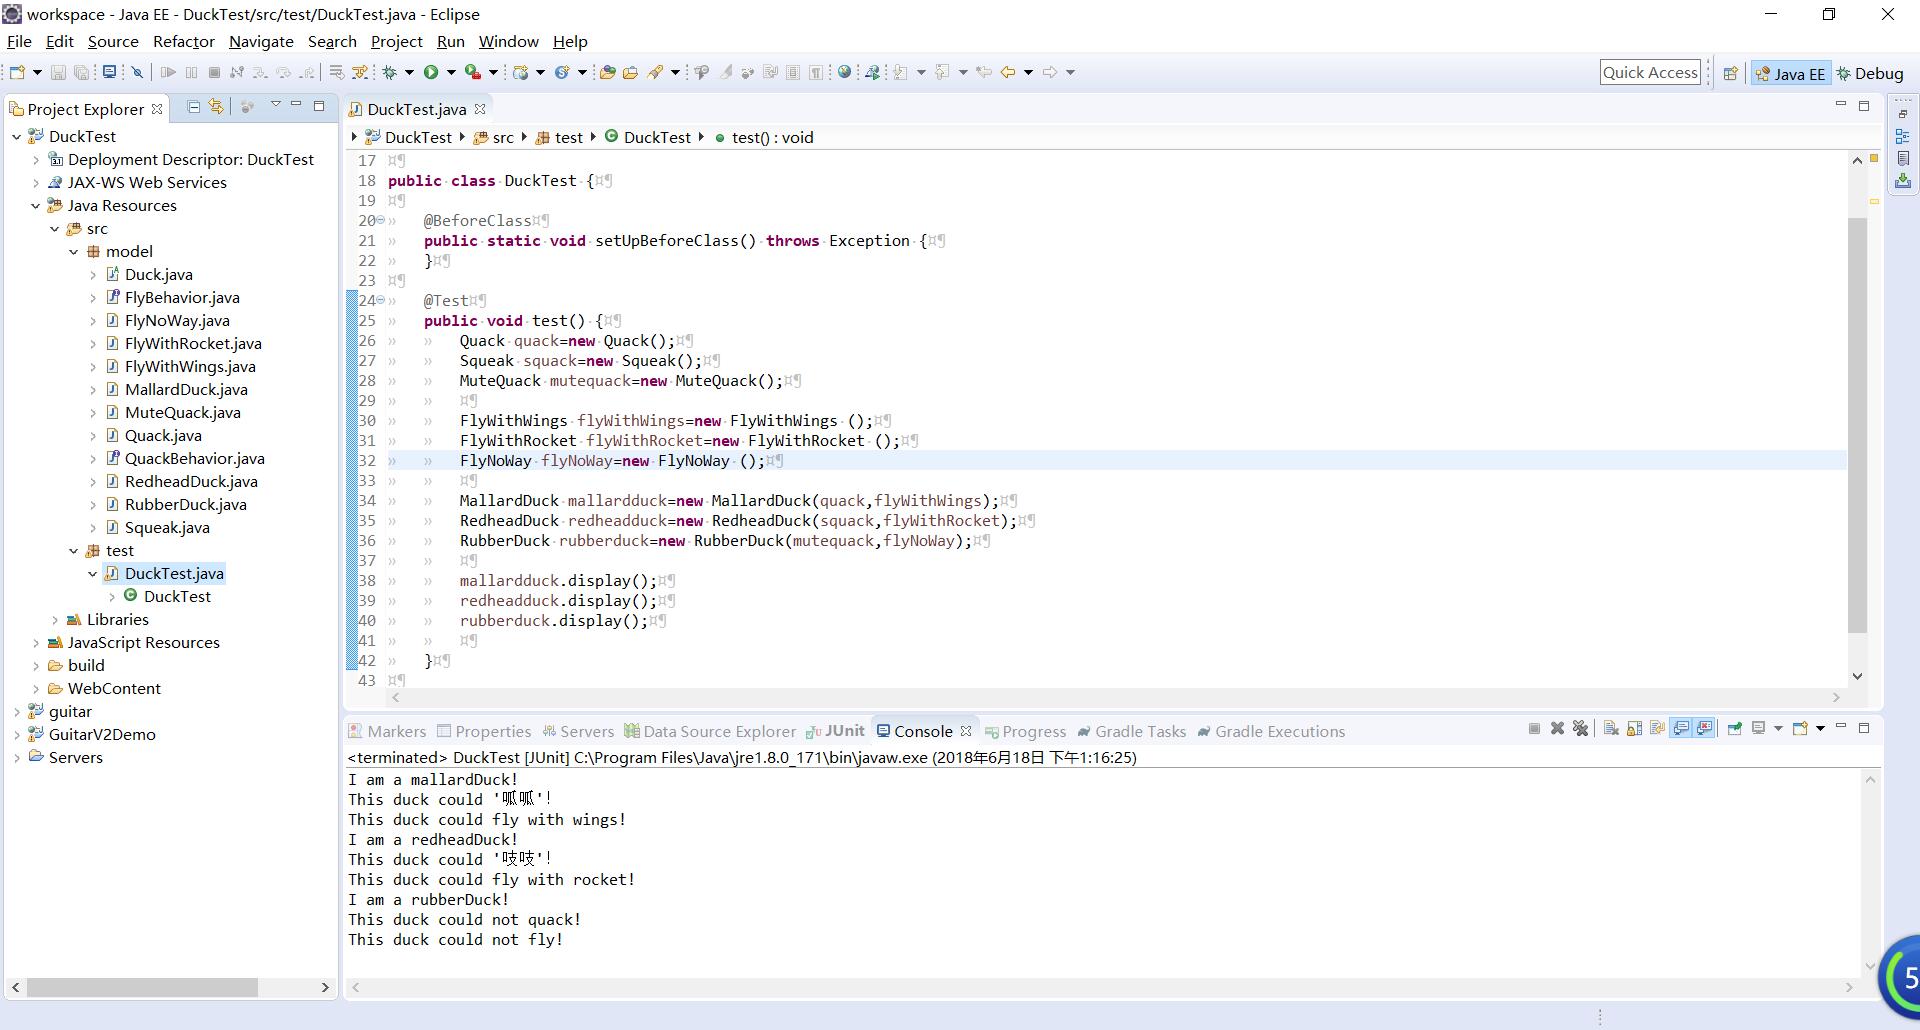 workspace - Java EE - DuckTest/src/test/DuckTest.java - Eclipse
File Edit Source Refactor Navigate Search Project Run Window Help
Quick Access Java EE Debug
Project Explorer
DuckTest
Deployment Descriptor: DuckTest
JAX-WS Web Services
Java Resources
src
model
Duck.java
FlyBehavior.java
FlyNoWay.java
FlyWithRocket.java
FlyWithWings.java
MallardDuck.java
MuteQuack.java
Quack.java
QuackBehavior.java
RedheadDuck.java
RubberDuck.java
Squeak.java
test
DuckTest.java
DuckTest
Libraries
JavaScript Resources
build
WebContent
guitar
GuitarV2Demo
Servers
DuckTest.java
DuckTest src test DuckTest test() : void
17
18 public class DuckTest {
19
20 @BeforeClass
21 public static void setUpBeforeClass() throws Exception {
22 }
23
24 @Test
25 public void test() {
26 Quack quack=new Quack();
27 Squeak squack=new Squeak();
28 MuteQuack mutequack=new MuteQuack();
29
30 FlyWithWings flyWithWings=new FlyWithWings ();
31 FlyWithRocket flyWithRocket=new FlyWithRocket ();
32 FlyNoWay flyNoWay=new FlyNoWay ();
33
34 MallardDuck mallardduck=new MallardDuck(quack,flyWithWings);
35 RedheadDuck redheadduck=new RedheadDuck(squack,flyWithRocket);
36 RubberDuck rubberduck=new RubberDuck(mutequack,flyNoWay);
37
38 mallardduck.display();
39 redheadduck.display();
40 rubberduck.display();
41
42 }
43
Markers Properties Servers Data Source Explorer JUnit Console Progress Gradle Tasks Gradle Executions
<terminated> DuckTest [JUnit] C:\Program Files\Java\jre1.8.0_171\bin\javaw.exe (2018年6月18日 下午1:16:25)
I am a mallardDuck!
This duck could '呱呱'!
This duck could fly with wings!
I am a redheadDuck!
This duck could '吱吱'!
This duck could fly with rocket!
I am a rubberDuck!
This duck could not quack!
This duck could not fly!